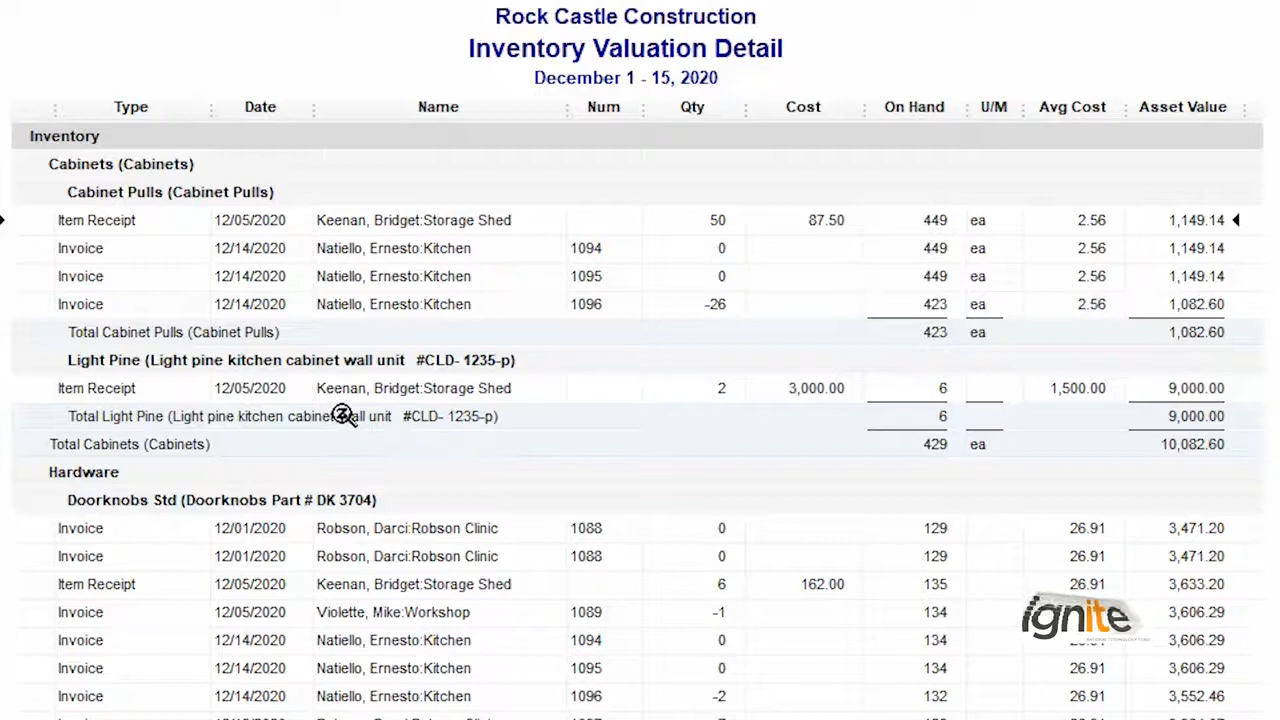 Rock Castle Construction
Inventory Valuation Detail
December 1 - 15, 2020
Type Date Name Num Qty Cost On Hand U/M Avg Cost Asset Value
Inventory
Cabinets (Cabinets)
Cabinet Pulls (Cabinet Pulls)
Item Receipt 12/05/2020 Keenan, Bridget:Storage Shed 50 87.50 449 ea 2.56 1,149.14
Invoice 12/14/2020 Natiello, Ernesto:Kitchen 1094 0 449 ea 2.56 1,149.14
Invoice 12/14/2020 Natiello, Ernesto:Kitchen 1095 0 449 ea 2.56 1,149.14
Invoice 12/14/2020 Natiello, Ernesto:Kitchen 1096 -26 423 ea 2.56 1,082.60
Total Cabinet Pulls (Cabinet Pulls) 423 ea 1,082.60
Light Pine (Light pine kitchen cabinet wall unit #CLD- 1235-p)
Item Receipt 12/05/2020 Keenan, Bridget:Storage Shed 2 3,000.00 6 1,500.00 9,000.00
Total Light Pine (Light pine kitchen cabinet wall unit #CLD- 1235-p) 6 9,000.00
Total Cabinets (Cabinets) 429 ea 10,082.60
Hardware
Doorknobs Std (Doorknobs Part # DK 3704)
Invoice 12/01/2020 Robson, Darci:Robson Clinic 1088 0 129 26.91 3,471.20
Invoice 12/01/2020 Robson, Darci:Robson Clinic 1088 0 129 26.91 3,471.20
Item Receipt 12/05/2020 Keenan, Bridget:Storage Shed 6 162.00 135 26.91 3,633.20
Invoice 12/05/2020 Violette, Mike:Workshop 1089 -1 134 3,606.29
ignite
Invoice 12/14/2020 Natiello, Ernesto:Kitchen 1094 0 134 3,606.29
Invoice 12/14/2020 Natiello, Ernesto:Kitchen 1095 0 134 26.91 3,606.29
Invoice 12/14/2020 Natiello, Ernesto:Kitchen 1096 -2 132 26.91 3,552.46